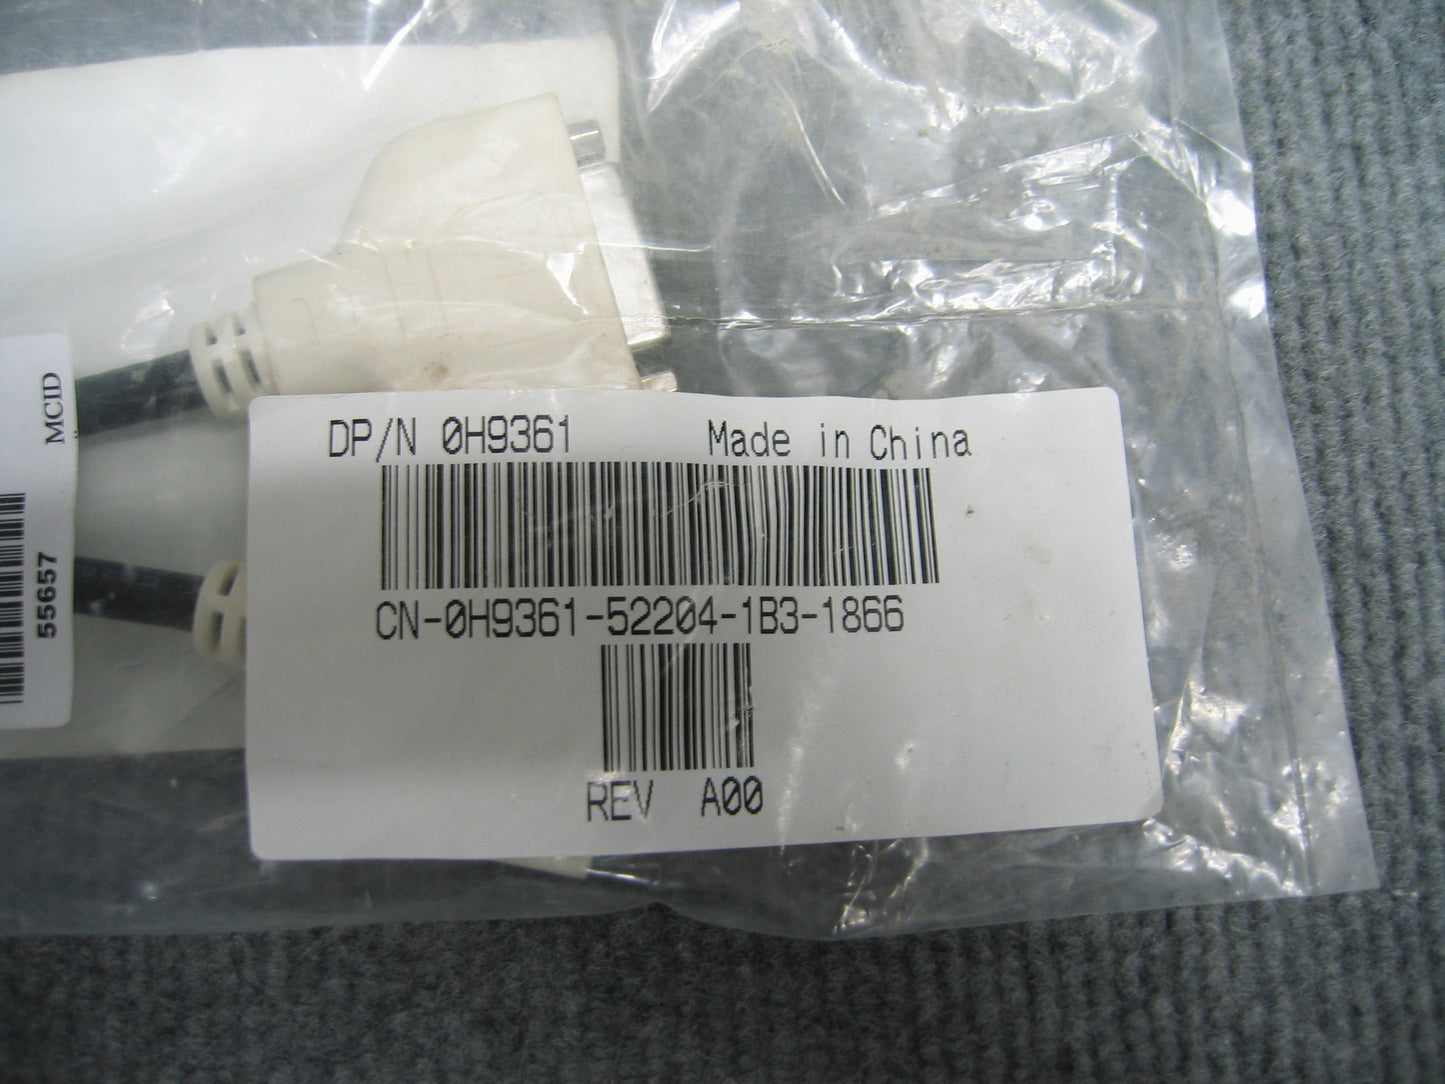 MCID
55657
DP/N 0H9361 Made in China
CN-0H9361-52204-1B3-1866
REV A00